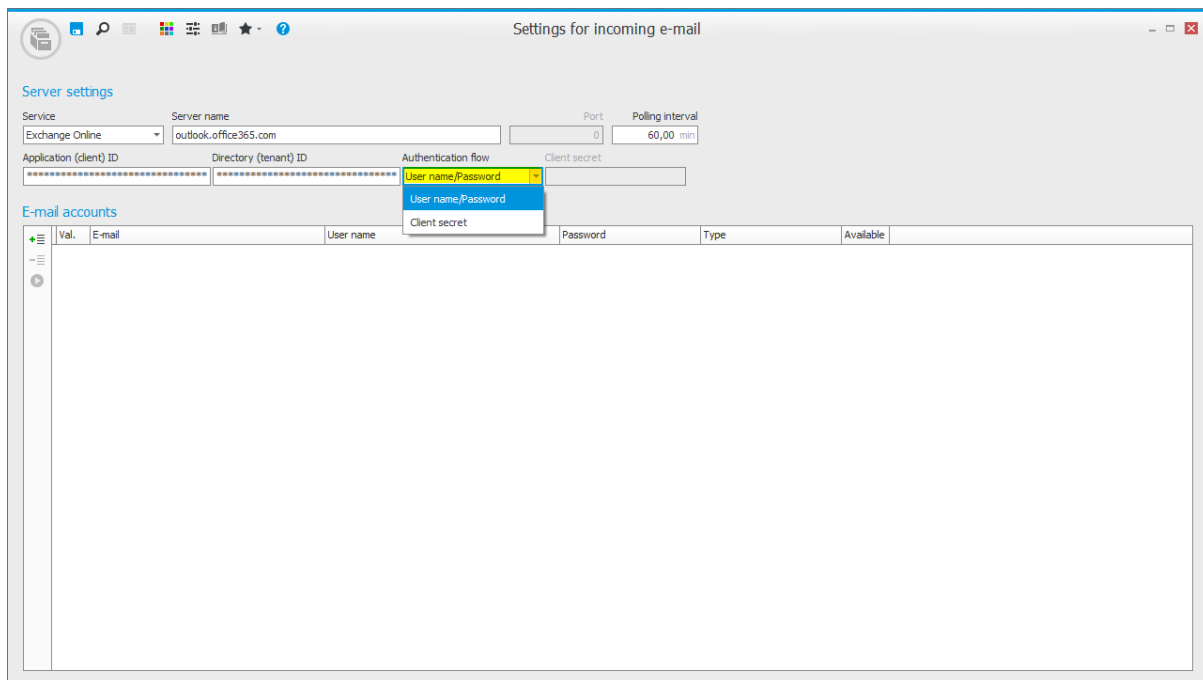 Settings for incoming e-mail
Server settings
Service Server name Port Polling interval
Exchange Online outlook.office365.com 0 60,00 min
Application (client) ID Directory (tenant) ID Authentication flow Client secret
******************************** ******************************** User name/Password
User name/Password
Client secret
E-mail accounts
Val. E-mail User name Password Type Available